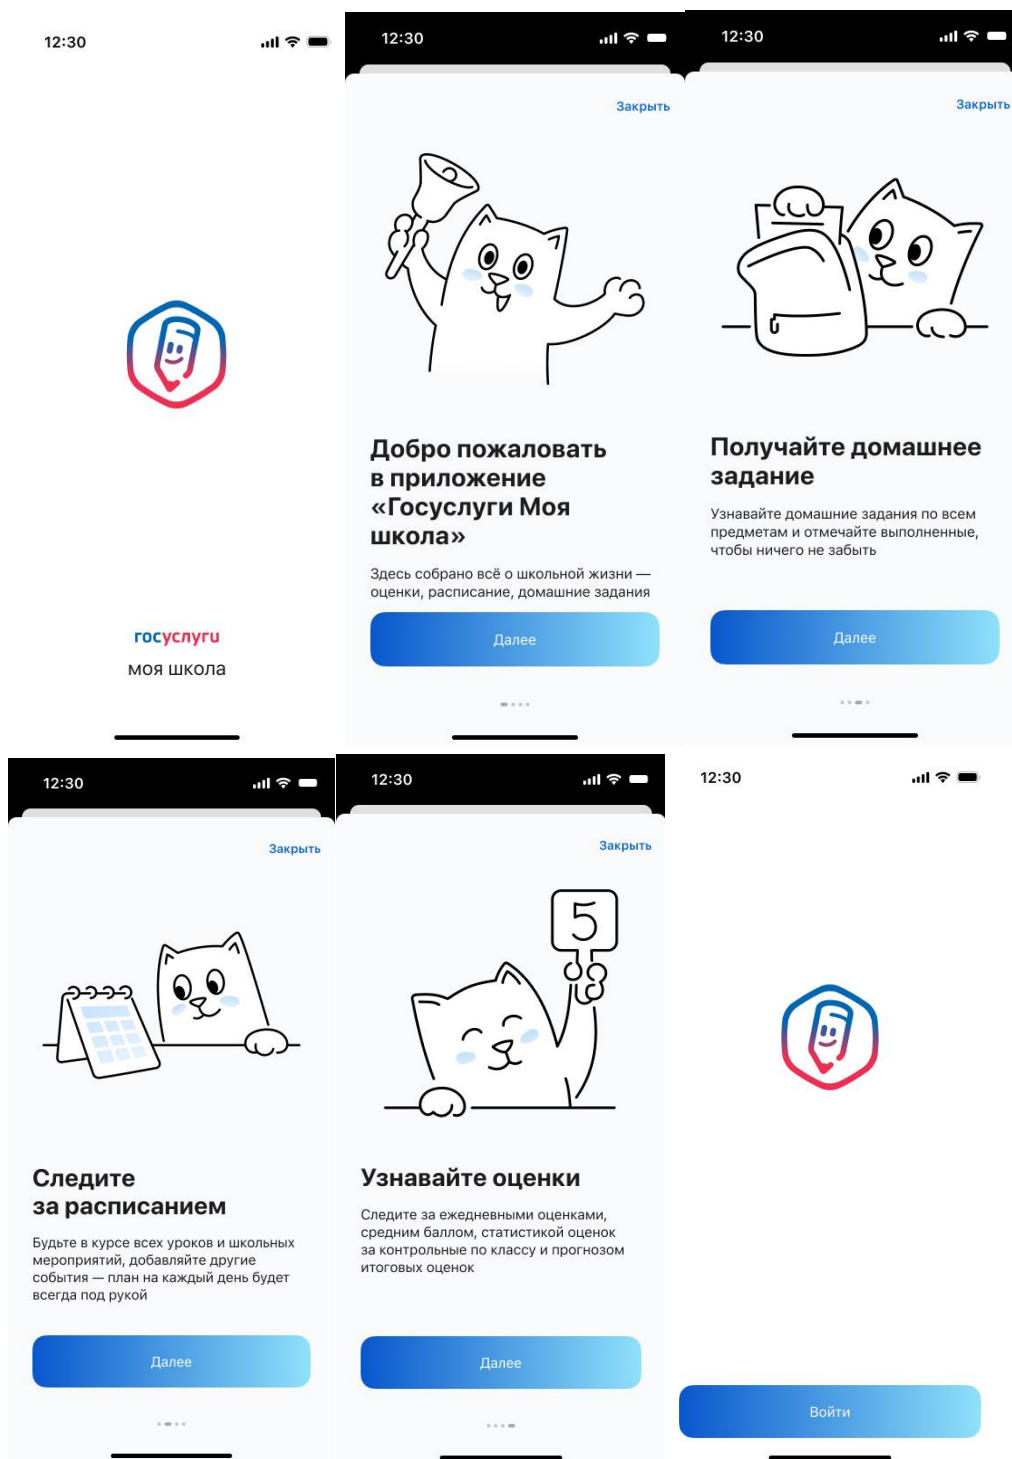 12:30
госуслуги
моя школа
12:30
Закрыть
Добро пожаловать
в приложение
«Госуслуги Моя
школа»
Здесь собрано всё о школьной жизни —
оценки, расписание, домашние задания
Далее
12:30
Закрыть
Получайте домашнее
задание
Узнавайте домашние задания по всем
предметам и отмечайте выполненные,
чтобы ничего не забыть
Далее
12:30
Закрыть
Следите
за расписанием
Будьте в курсе всех уроков и школьных
мероприятий, добавляйте другие
события — план на каждый день будет
всегда под рукой
Далее
12:30
Закрыть
5
Узнавайте оценки
Следите за ежедневными оценками,
средним баллом, статистикой оценок
за контрольные по классу и прогнозом
итоговых оценок
Далее
12:30
Войти